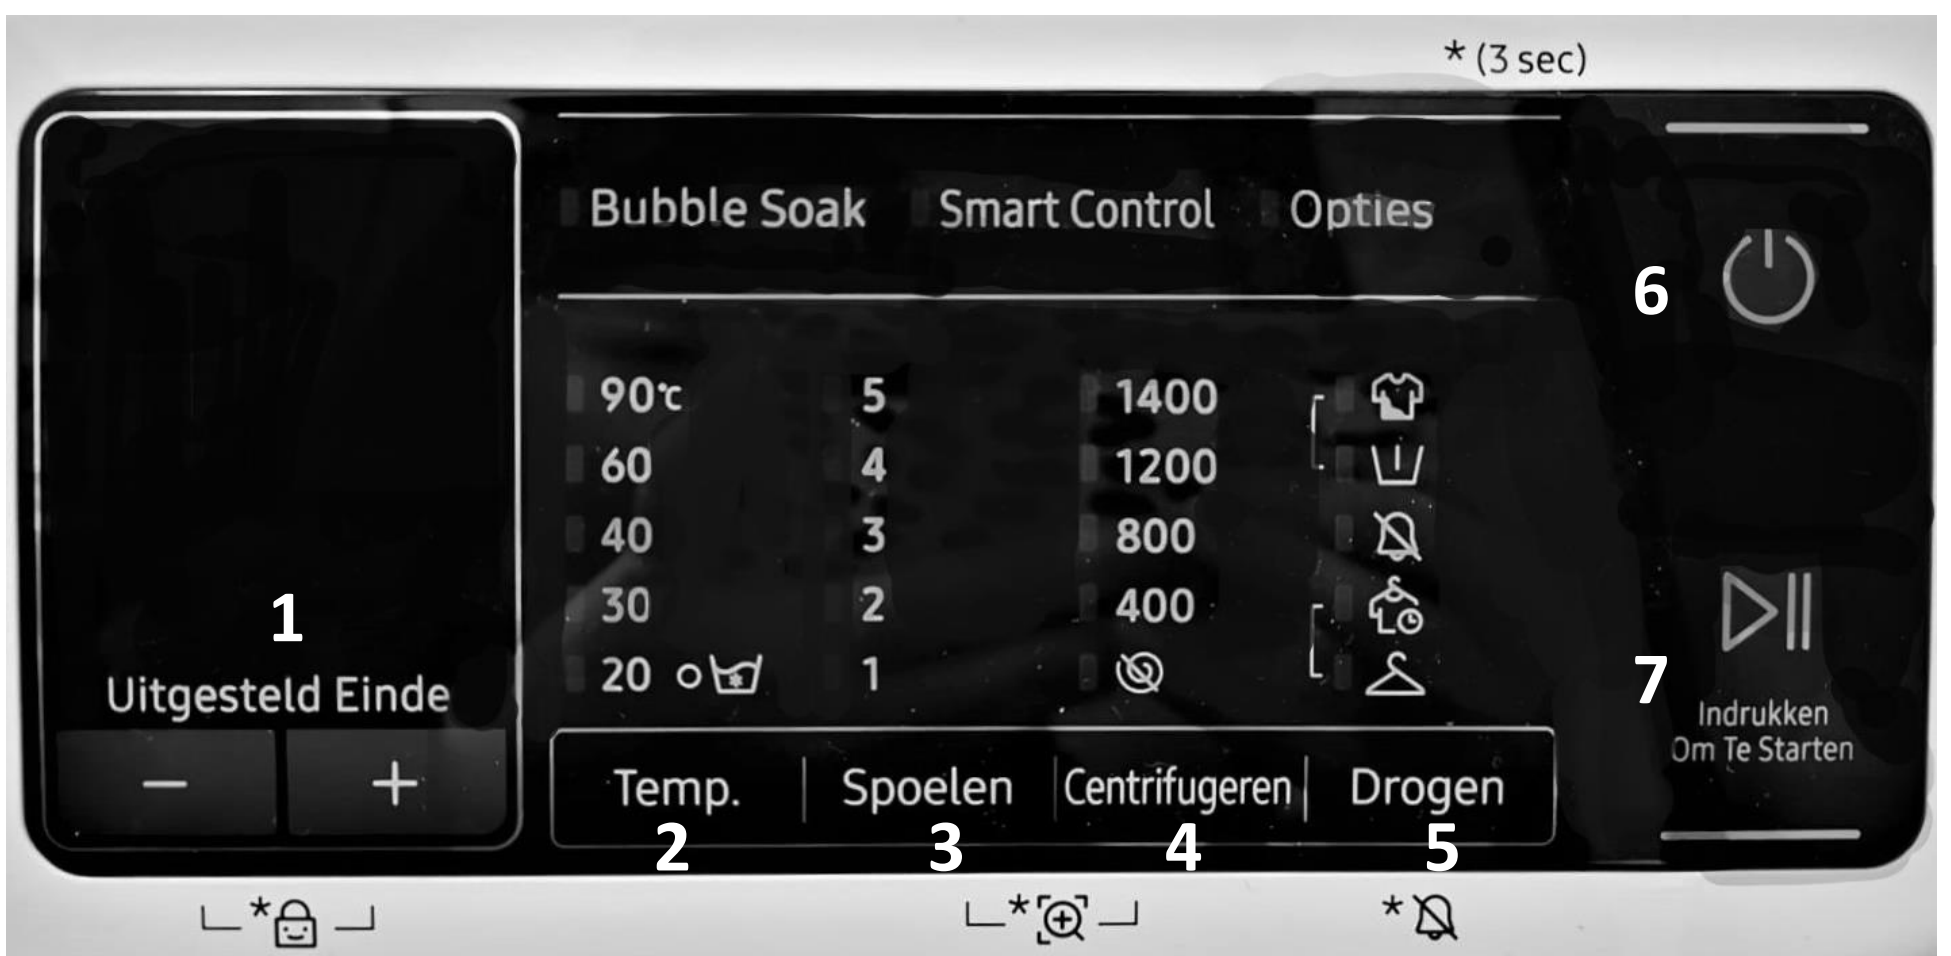 * (3 sec)
Bubble Soak Smart Control Opties
6
90℃ 5 1400
60 4 1200
40 3 800
30 2 400
20 1
1
Uitgesteld Einde
− +
7
Indrukken
Om Te Starten
Temp. Spoelen Centrifugeren Drogen
2 3 4 5
* * *